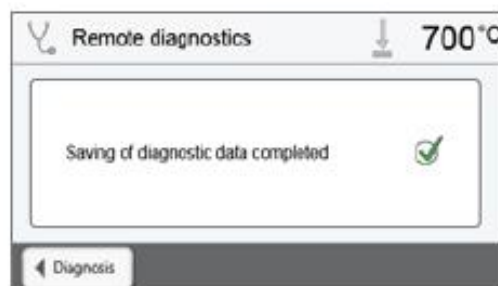 Remote diagnostics 700°C
Saving of diagnostic data completed
Diagnosis